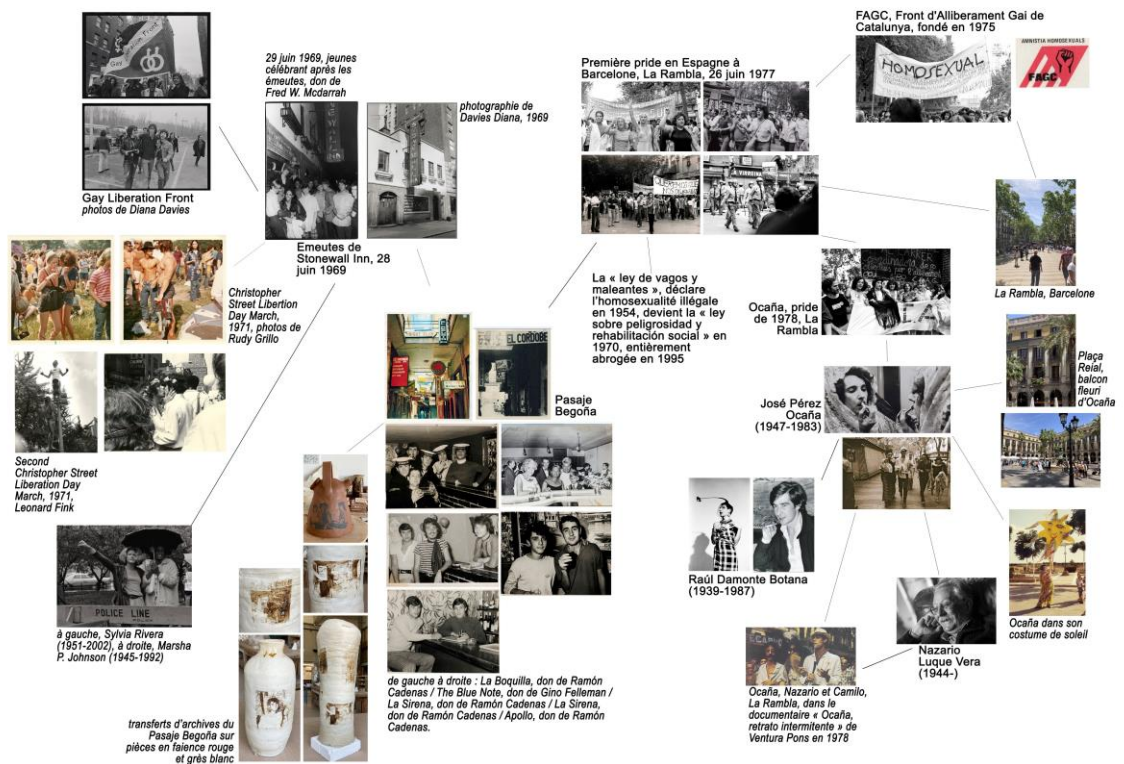 Gay Liberation Front
Gay Liberation Front
photos de Diana Davies
29 juin 1969, jeunes
célébrant après les
émeutes, don de
Fred W. Mcdarrah
photographie de
Davies Diana, 1969
Emeutes de
Stonewall Inn, 28
juin 1969
Christopher
Street Libertion
Day March,
1971, photos de
Rudy Grillo
Second
Christopher Street
Liberation Day
March, 1971,
Leonard Fink
POLICE LINE
à gauche, Sylvia Rivera
(1951-2002), à droite, Marsha
P. Johnson (1945-1992)
EL CORDOBES
Pasaje
Begoña
transferts d'archives du
Pasaje Begoña sur
pièces en faïence rouge
et grès blanc
de gauche à droite : La Boquilla, don de Ramón
Cadenas / The Blue Note, don de Gino Felleman /
La Sirena, don de Ramón Cadenas / La Sirena,
don de Ramón Cadenas / Apollo, don de Ramón
Cadenas.
Première pride en Espagne à
Barcelone, La Rambla, 26 juin 1977
La « ley de vagos y
maleantes », déclare
l'homosexualité illégale
en 1954, devient la « ley
sobre peligrosidad y
rehabilitación social » en
1970, entièrement
abrogée en 1995
FAGC, Front d'Alliberament Gai de
Catalunya, fondé en 1975
HOMOSEXUAL
AMNISTIA HOMOSEXUALS
FAGC
La Rambla, Barcelone
Ocaña, pride
de 1978, La
Rambla
José Pérez
Ocaña
(1947-1983)
Plaça
Reial,
balcon
fleuri
d'Ocaña
Raúl Damonte Botana
(1939-1987)
Nazario
Luque Vera
(1944-)
Ocaña dans son
costume de soleil
Ocaña, Nazario et Camilo,
La Rambla, dans le
documentaire « Ocaña,
retrato intermitente » de
Ventura Pons en 1978